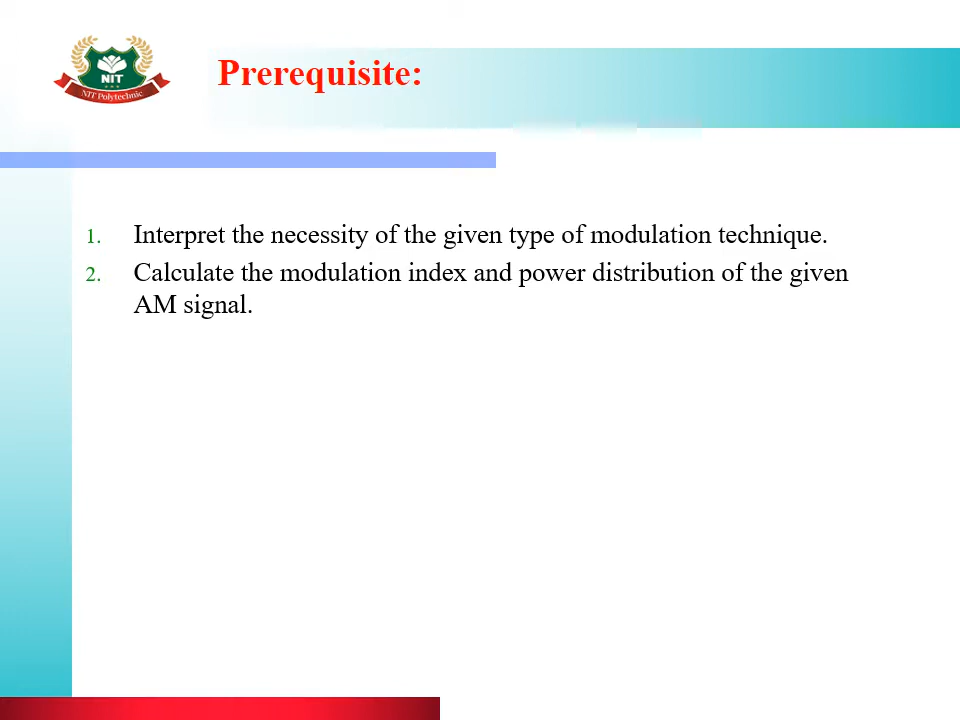 NIT
NIT Polytechnic
Prerequisite:
1. Interpret the necessity of the given type of modulation technique.
2. Calculate the modulation index and power distribution of the given
AM signal.